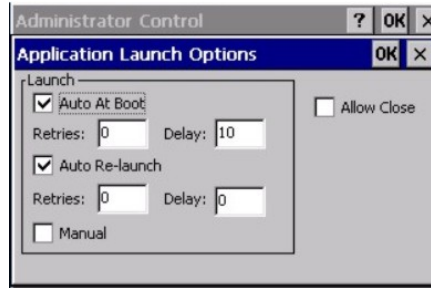 Administrator Control ? OK ×
Application Launch Options OK ×
Launch
Auto At Boot
Allow Close
Retries: 0 Delay: 10
Auto Re-launch
Retries: 0 Delay: 0
Manual